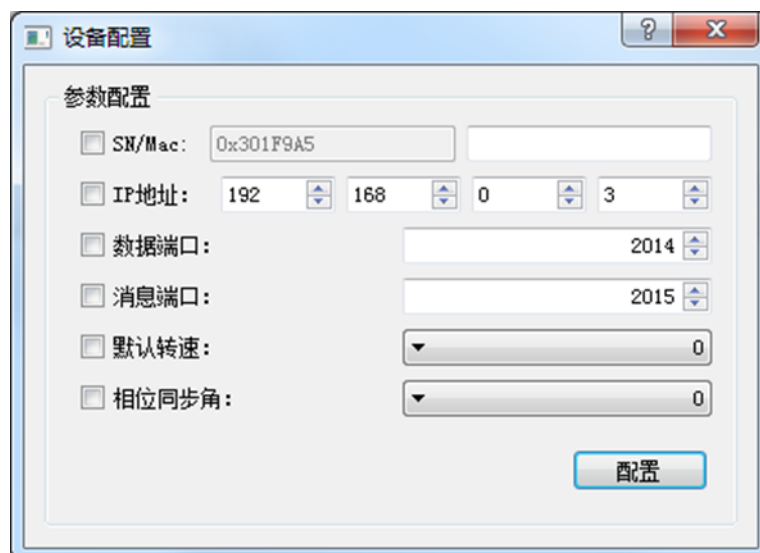 设备配置
参数配置
SN/Mac: 0x301F9A5
IP地址: 192 168 0 3
数据端口: 2014
消息端口: 2015
默认转速: 0
相位同步角: 0
配置